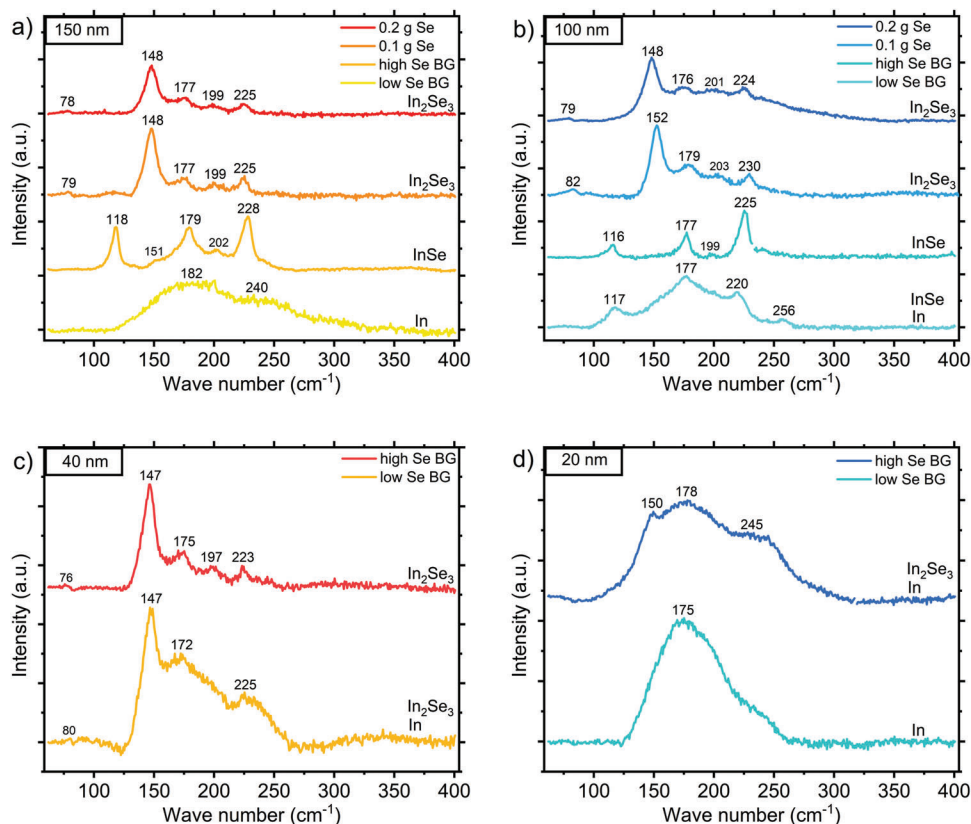 a)
150 nm
0.2 g Se
0.1 g Se
high Se BG
low Se BG
148
78
177
199
225
In₂Se₃
148
79
177
199
225
In₂Se₃
118
151
179
202
228
InSe
182
240
In
Intensity (a.u.)
100 150 200 250 300 350 400
Wave number (cm⁻¹)
b)
100 nm
0.2 g Se
0.1 g Se
high Se BG
low Se BG
148
79
176
201
224
In₂Se₃
152
82
179
203
230
In₂Se₃
116
177
199
225
InSe
117
177
220
256
InSe
In
Intensity (a.u.)
100 150 200 250 300 350 400
Wave number (cm⁻¹)
c)
40 nm
high Se BG
low Se BG
147
76
175
197
223
In₂Se₃
147
80
172
225
In₂Se₃
In
Intensity (a.u.)
100 150 200 250 300 350 400
Wave number (cm⁻¹)
d)
20 nm
high Se BG
low Se BG
150
178
245
In₂Se₃
In
175
In
Intensity (a.u.)
100 150 200 250 300 350 400
Wave number (cm⁻¹)